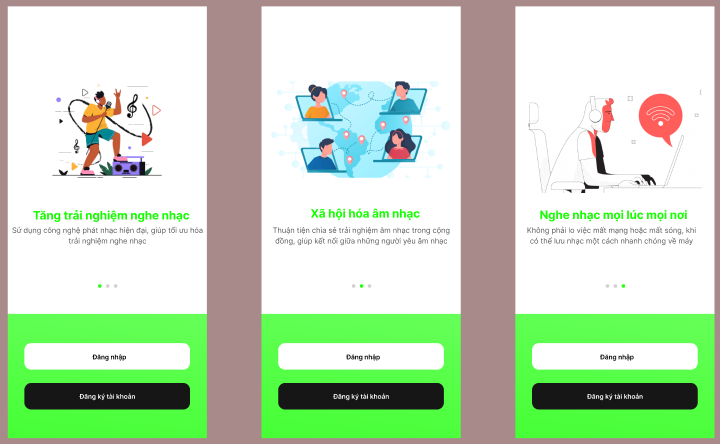 Tăng trải nghiệm nghe nhạc
Sử dụng công nghệ phát nhạc hiện đại, giúp tối ưu hóa
trải nghiệm nghe nhạc
Đăng nhập
Đăng ký tài khoản
Xã hội hóa âm nhạc
Thuận tiện chia sẻ trải nghiệm âm nhạc trong cộng
đồng, giúp kết nối giữa những người yêu âm nhạc
Đăng nhập
Đăng ký tài khoản
Nghe nhạc mọi lúc mọi nơi
Không phải lo việc mất mạng hoặc mất sóng, khi
có thể lưu nhạc một cách nhanh chóng về máy
Đăng nhập
Đăng ký tài khoản